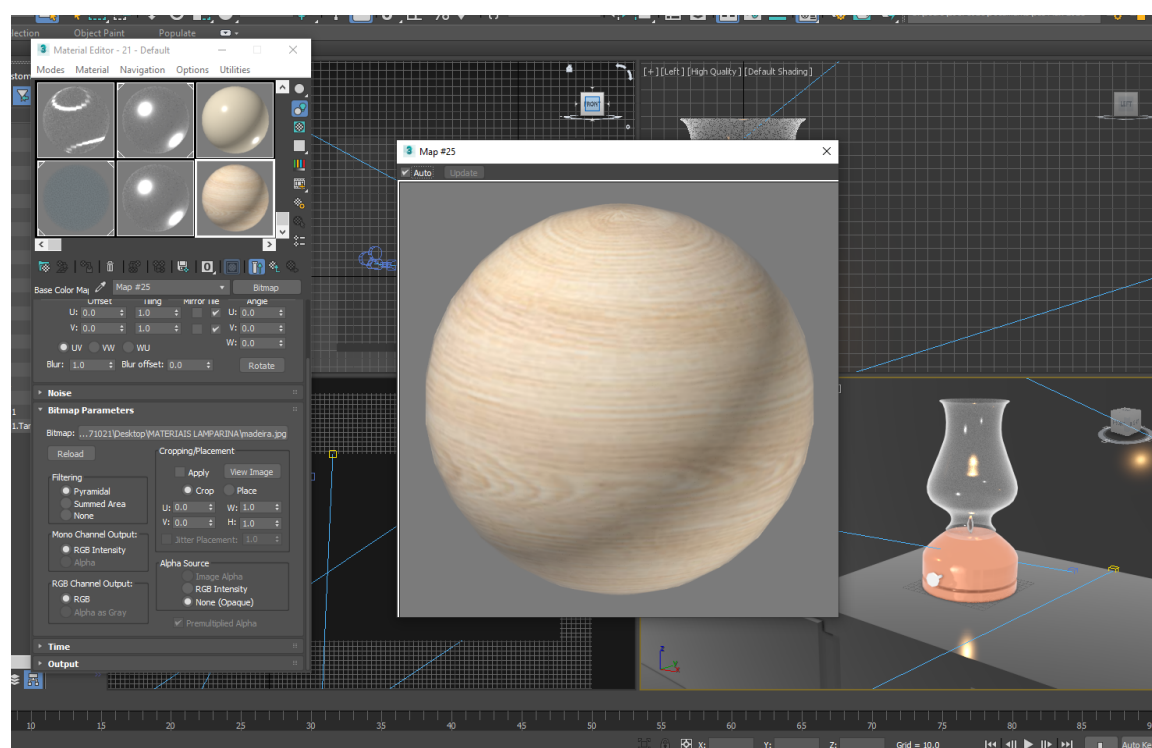 Object Paint Populate
Material Editor - 21 - Default
Modes Material Navigation Options Utilities
[+] [Left] [High Quality] [Default Shading]
FRONT
LEFT
Map #25
Auto Update
Base Color Map Map #25 Bitmap
Offset Tiling Mirror Tile Angle
U: 0.0 1.0 U: 0.0
V: 0.0 1.0 V: 0.0
W: 0.0
UV VW WU
Blur: 1.0 Blur offset: 0.0 Rotate
Noise
Bitmap Parameters
Bitmap: ...71021\Desktop\MATERIAIS LAMPARINA\madeira.jpg
Reload
Cropping/Placement
Apply View Image
Crop Place
U: 0.0 W: 1.0
V: 0.0 H: 1.0
Jitter Placement: 1.0
Filtering
Pyramidal
Summed Area
None
Mono Channel Output:
RGB Intensity
Alpha
RGB Channel Output:
RGB
Alpha as Gray
Alpha Source
Image Alpha
RGB Intensity
None (Opaque)
Premultiplied Alpha
Time
Output
z
10 15 20 25 30 35 40 45 50 55 60 65 70 75 80 85
X: Y: Z: Grid = 10.0 Auto Ke